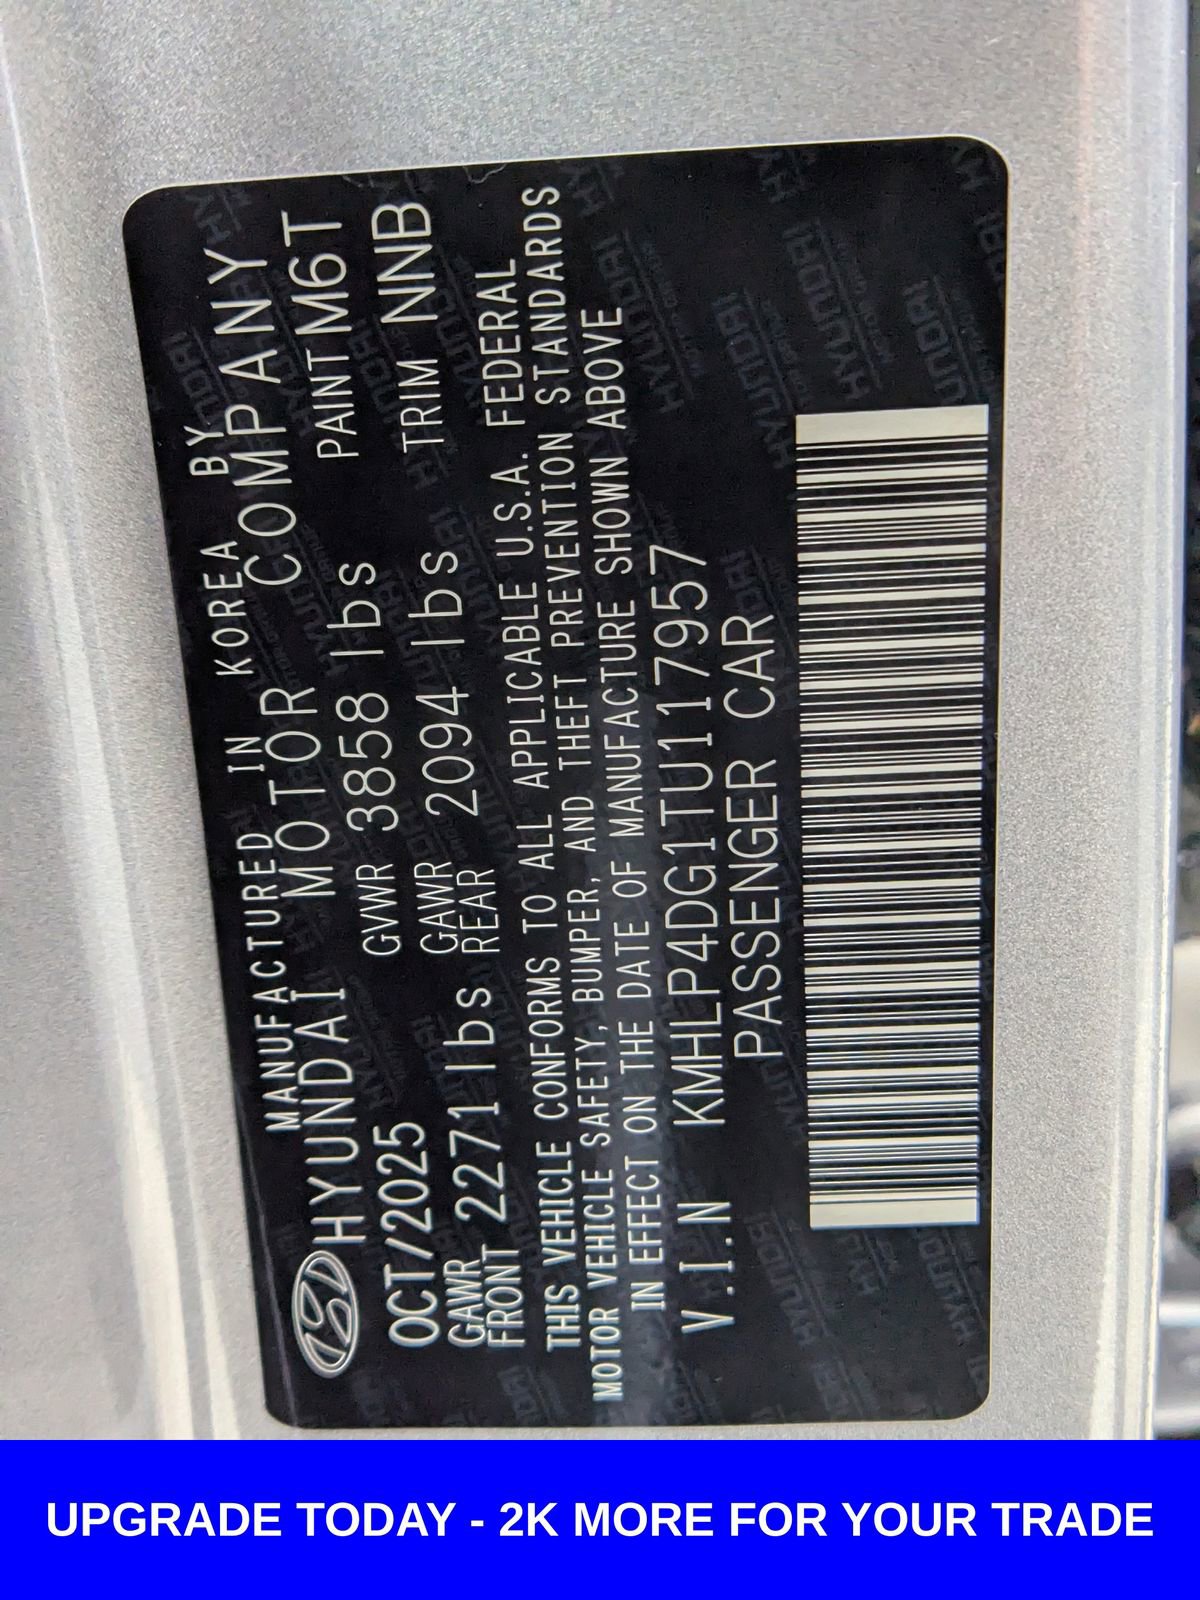 MANUFACTURED IN KOREA BY
HYUNDAI MOTOR COMPANY
OCT/2025 GVWR 3858 lbs PAINT M6T
GAWR FRONT 2271 lbs GAWR REAR 2094 lbs TRIM NNB
THIS VEHICLE CONFORMS TO ALL APPLICABLE U.S.A. FEDERAL
MOTOR VEHICLE SAFETY, BUMPER, AND THEFT PREVENTION STANDARDS
IN EFFECT ON THE DATE OF MANUFACTURE SHOWN ABOVE
V.I.N KMHLP4DG1TU117957
PASSENGER CAR
UPGRADE TODAY - 2K MORE FOR YOUR TRADE